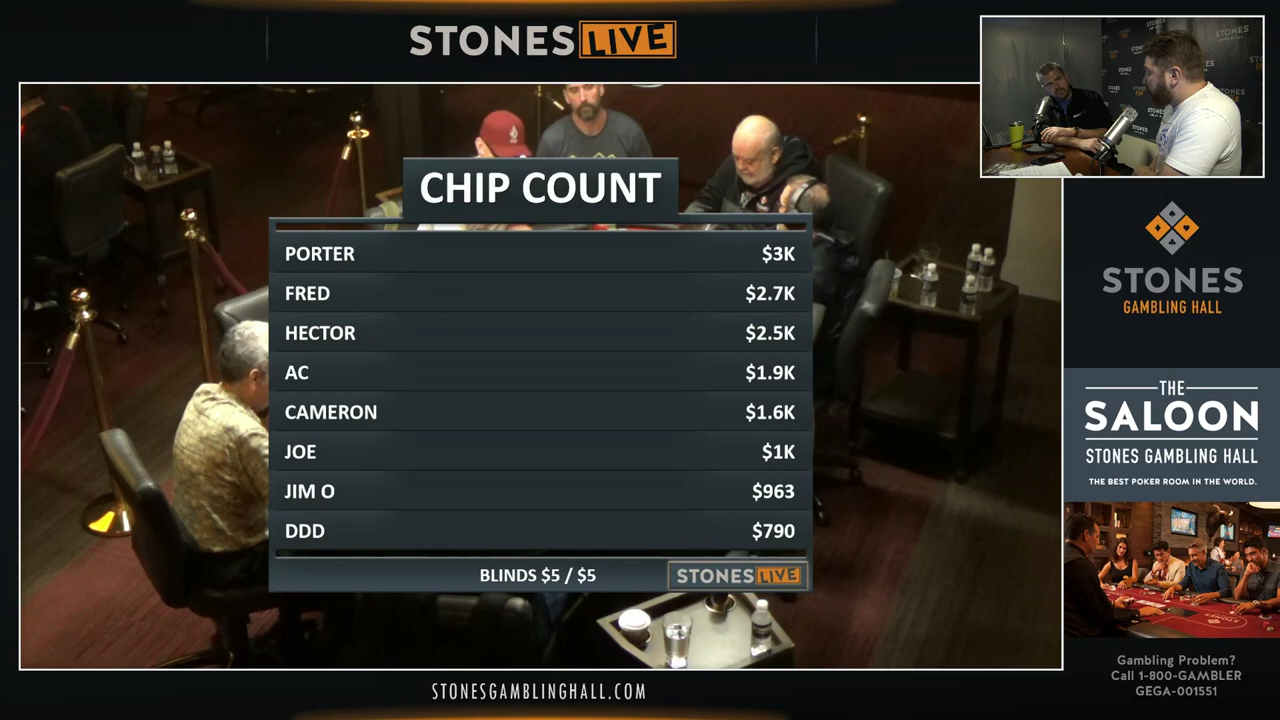 STONES LIVE
CHIP COUNT
PORTER $3K
FRED $2.7K
HECTOR $2.5K
AC $1.9K
CAMERON $1.6K
JOE $1K
JIM O $963
DDD $790
BLINDS $5 / $5
STONES LIVE
STONES
GAMBLING HALL
THE
SALOON
STONES GAMBLING HALL
THE BEST POKER ROOM IN THE WORLD.
Gambling Problem?
Call 1-800-GAMBLER
GEGA-001551
STONESGAMBLINGHALL.COM